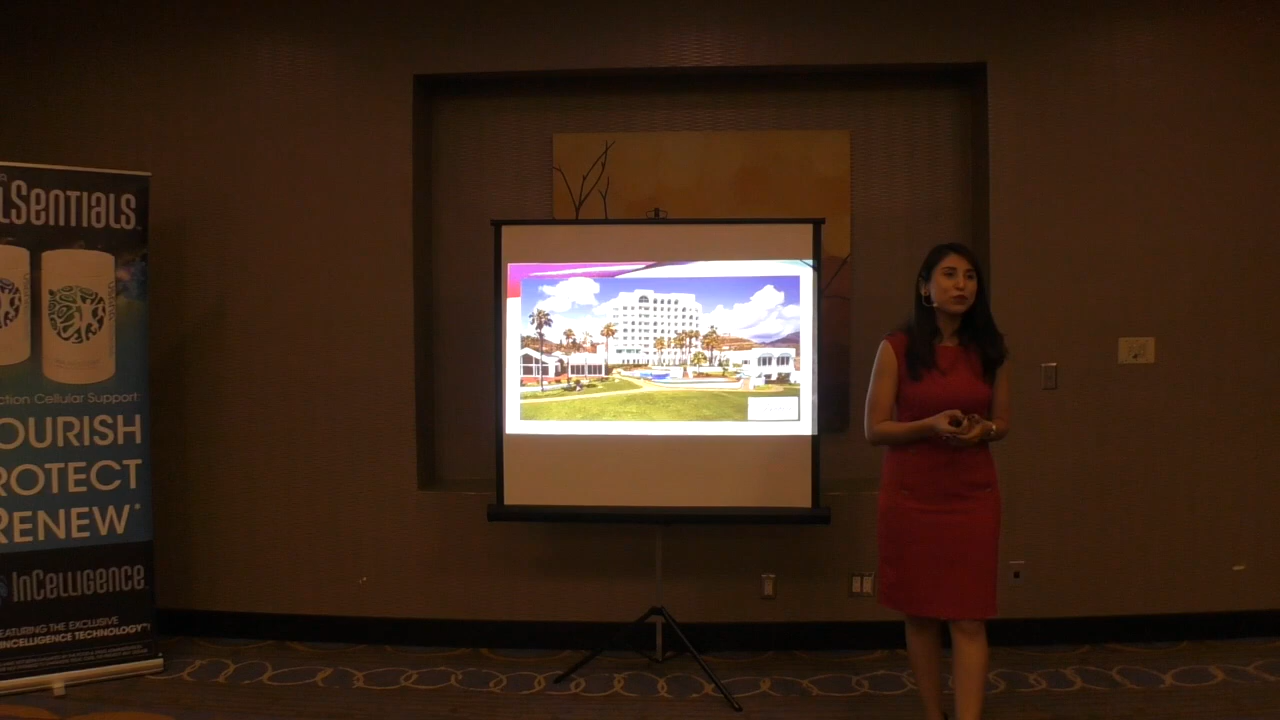 lSentials
ction Cellular Support:
OURISH
ROTECT
RENEW*
InCelligence
EATURING THE EXCLUSIVE
INCELLIGENCE TECHNOLOGY